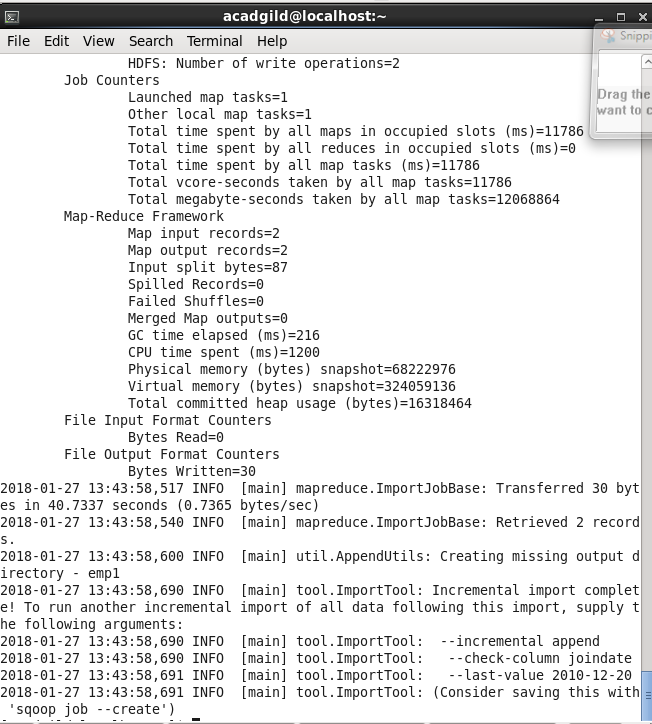 acadgild@localhost:~
File Edit View Search Terminal Help
Snippi
Drag the
want to c
HDFS: Number of write operations=2
Job Counters
Launched map tasks=1
Other local map tasks=1
Total time spent by all maps in occupied slots (ms)=11786
Total time spent by all reduces in occupied slots (ms)=0
Total time spent by all map tasks (ms)=11786
Total vcore-seconds taken by all map tasks=11786
Total megabyte-seconds taken by all map tasks=12068864
Map-Reduce Framework
Map input records=2
Map output records=2
Input split bytes=87
Spilled Records=0
Failed Shuffles=0
Merged Map outputs=0
GC time elapsed (ms)=216
CPU time spent (ms)=1200
Physical memory (bytes) snapshot=68222976
Virtual memory (bytes) snapshot=324059136
Total committed heap usage (bytes)=16318464
File Input Format Counters
Bytes Read=0
File Output Format Counters
Bytes Written=30
2018-01-27 13:43:58,517 INFO  [main] mapreduce.ImportJobBase: Transferred 30 byt
es in 40.7337 seconds (0.7365 bytes/sec)
2018-01-27 13:43:58,540 INFO  [main] mapreduce.ImportJobBase: Retrieved 2 record
s.
2018-01-27 13:43:58,600 INFO  [main] util.AppendUtils: Creating missing output d
irectory - emp1
2018-01-27 13:43:58,690 INFO  [main] tool.ImportTool: Incremental import complet
e! To run another incremental import of all data following this import, supply t
he following arguments:
2018-01-27 13:43:58,690 INFO  [main] tool.ImportTool:  --incremental append
2018-01-27 13:43:58,690 INFO  [main] tool.ImportTool:   --check-column joindate
2018-01-27 13:43:58,691 INFO  [main] tool.ImportTool:   --last-value 2010-12-20
2018-01-27 13:43:58,691 INFO  [main] tool.ImportTool: (Consider saving this with
'sqoop job --create')